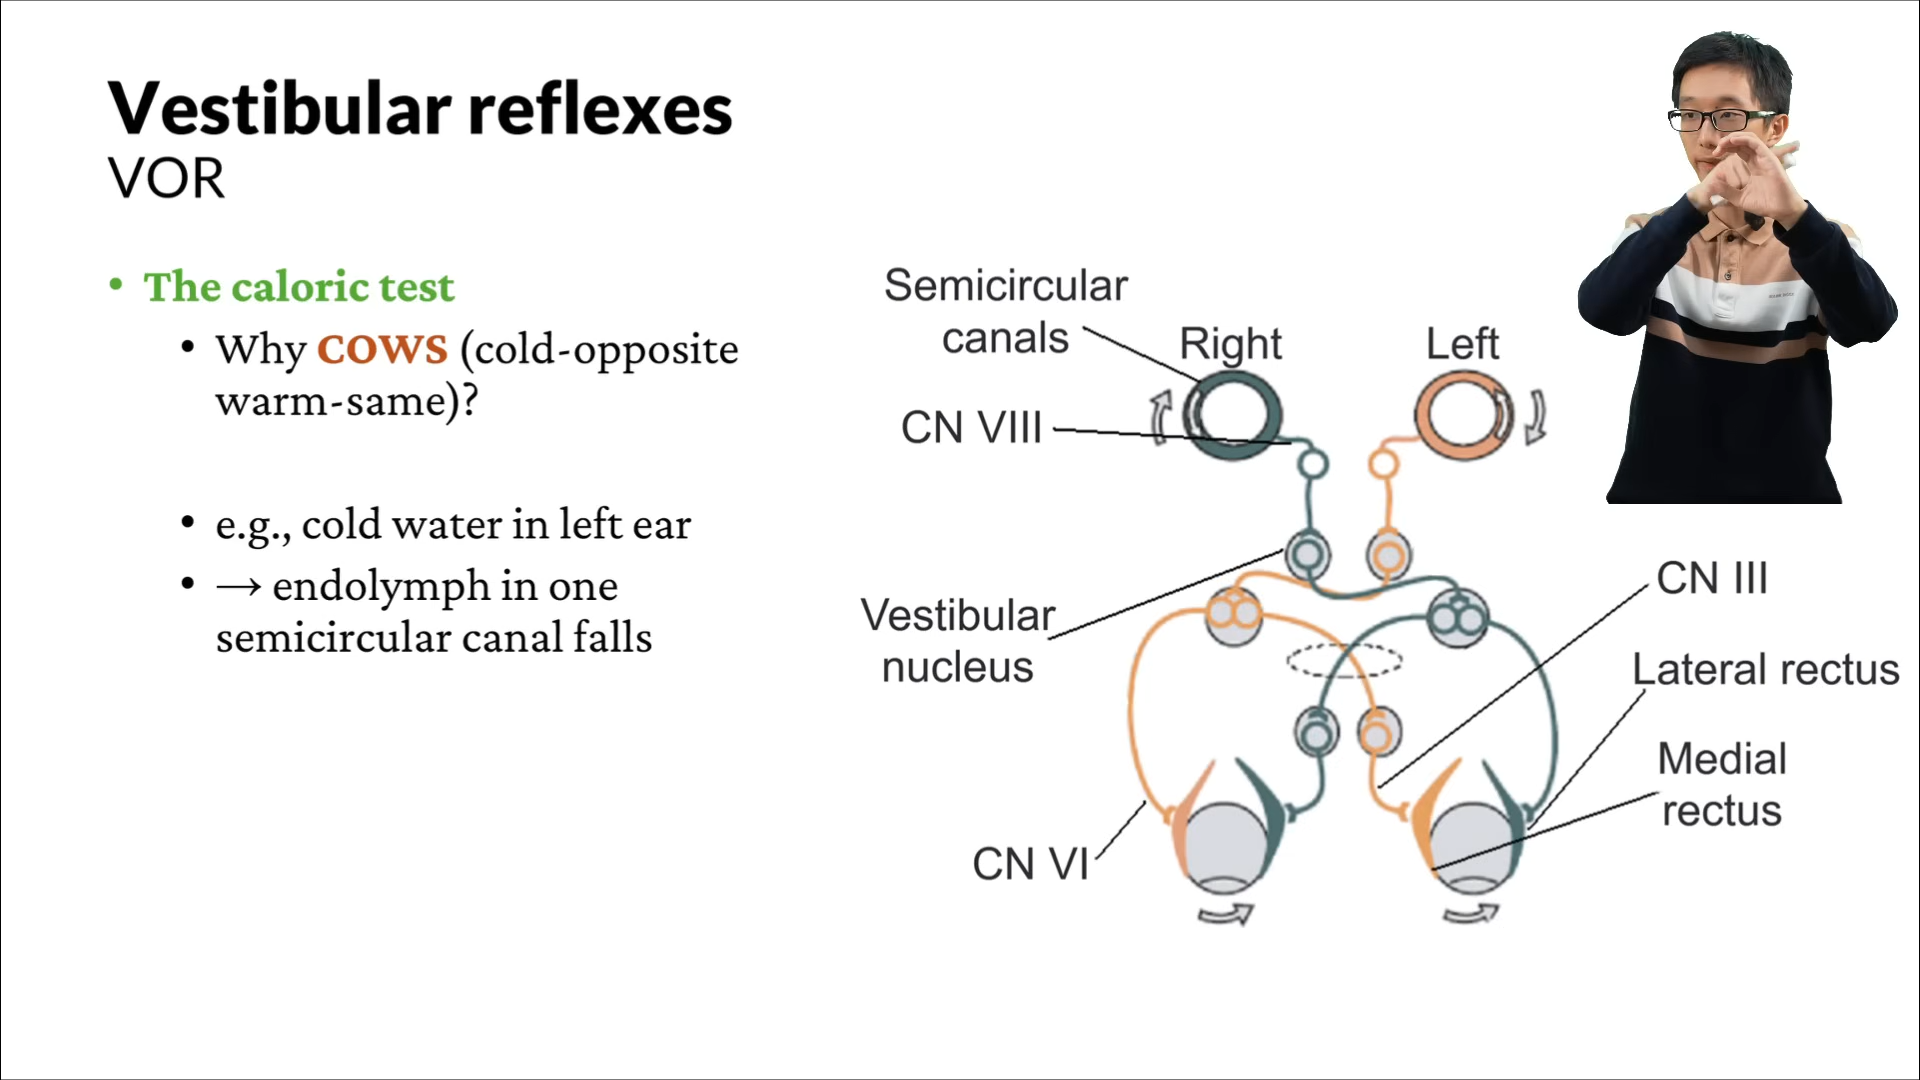 Vestibular reflexes
VOR
• The caloric test
• Why COWS (cold-opposite
warm-same)?
• e.g., cold water in left ear
• → endolymph in one
semicircular canal falls
Semicircular
canals
Right
Left
CN VIII
Vestibular
nucleus
CN III
Lateral rectus
Medial
rectus
CN VI